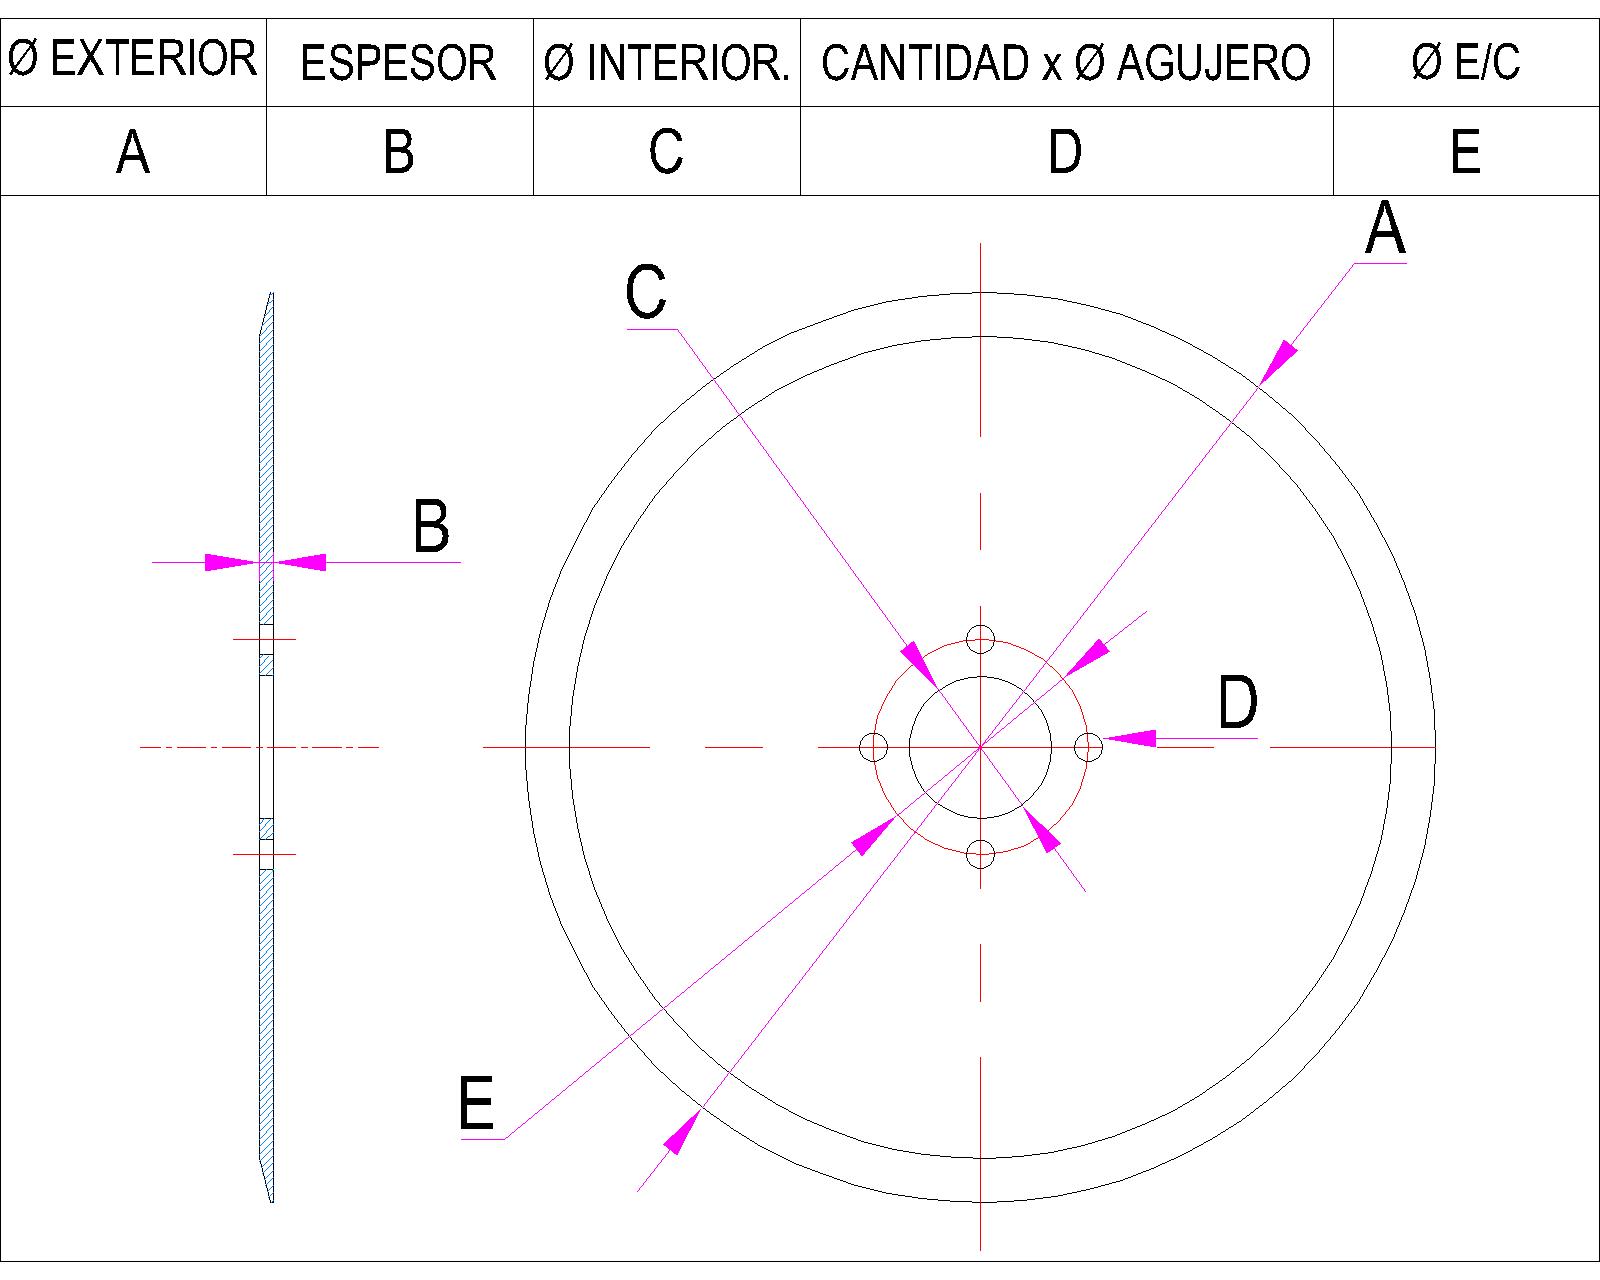 Ø EXTERIOR ESPESOR Ø INTERIOR. CANTIDAD x Ø AGUJERO Ø E/C
A B C D E
A
C
B
D
E